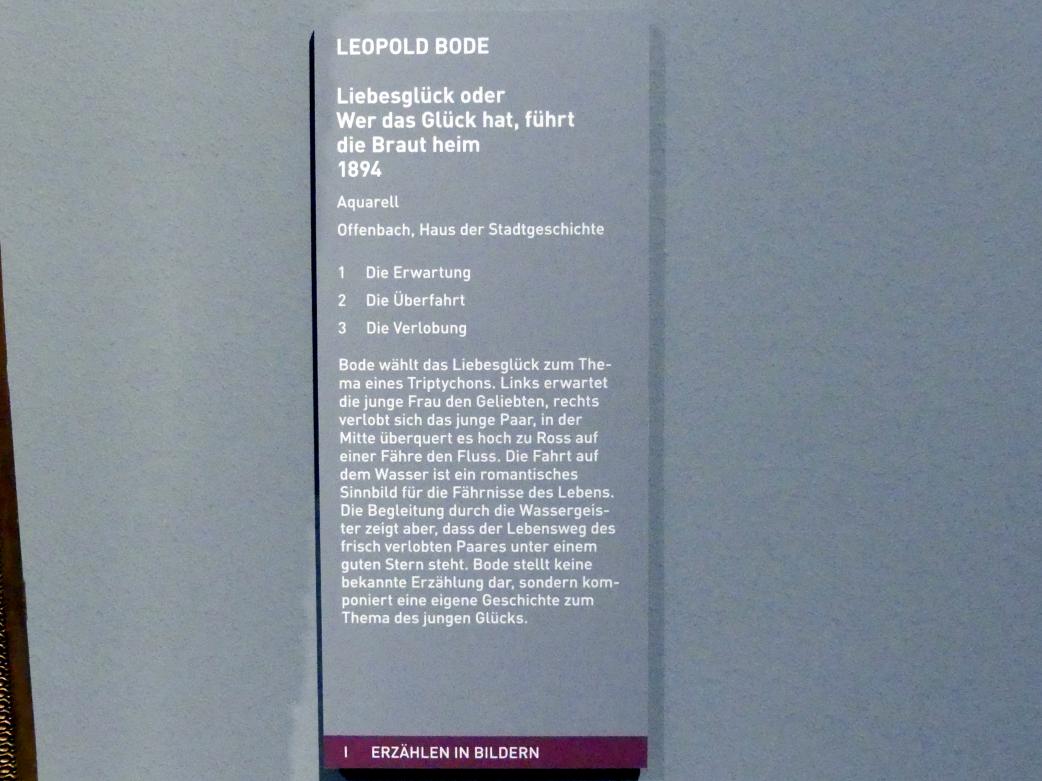 LEOPOLD BODE
Liebesglück oder
Wer das Glück hat, führt
die Braut heim
1894
Aquarell
Offenbach, Haus der Stadtgeschichte
1 Die Erwartung
2 Die Überfahrt
3 Die Verlobung
Bode wählt das Liebesglück zum The-
ma eines Triptychons. Links erwartet
die junge Frau den Geliebten, rechts
verlobt sich das junge Paar, in der
Mitte überquert es hoch zu Ross auf
einer Fähre den Fluss. Die Fahrt auf
dem Wasser ist ein romantisches
Sinnbild für die Fährnisse des Lebens.
Die Begleitung durch die Wassergeis-
ter zeigt aber, dass der Lebensweg des
frisch verlobten Paares unter einem
guten Stern steht. Bode stellt keine
bekannte Erzählung dar, sondern kom-
poniert eine eigene Geschichte zum
Thema des jungen Glücks.
I ERZÄHLEN IN BILDERN